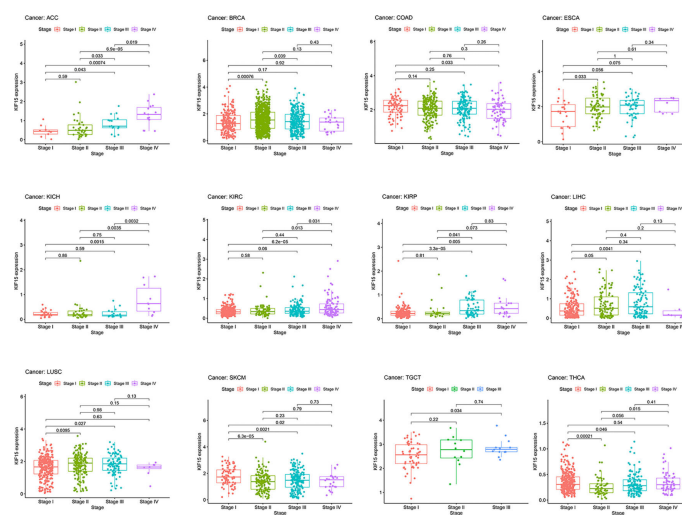 Cancer: ACC
Stage Stage I Stage II Stage III Stage IV
0.019
9.e-05
0.033
0.00074
0.043
0.59
KIF15 expression
Stage I Stage II Stage III Stage IV
Stage
Cancer: BRCA
Stage Stage I Stage II Stage III Stage IV
0.43
0.13
0.039
0.92
0.17
0.00076
KIF15 expression
Stage I Stage II Stage III Stage IV
Stage
Cancer: COAD
Stage Stage I Stage II Stage III Stage IV
0.26
0.3
0.76
0.033
0.25
0.14
KIF15 expression
Stage I Stage II Stage III Stage IV
Stage
Cancer: ESCA
Stage Stage I Stage II Stage III Stage IV
0.34
0.61
1
0.075
0.056
0.033
KIF15 expression
Stage I Stage II Stage III Stage IV
Stage
Cancer: KICH
Stage Stage I Stage II Stage III Stage IV
0.0032
0.0035
0.75
0.0015
0.59
0.86
KIF15 expression
Stage I Stage II Stage III Stage IV
Stage
Cancer: KIRC
Stage Stage I Stage II Stage III Stage IV
0.031
0.013
0.44
6.2e-05
0.05
0.58
KIF15 expression
Stage I Stage II Stage III Stage IV
Stage
Cancer: KIRP
Stage Stage I Stage II Stage III Stage IV
0.83
0.073
0.041
0.003
3.3e-05
0.81
KIF15 expression
Stage I Stage II Stage III Stage IV
Stage
Cancer: LIHC
Stage Stage I Stage II Stage III Stage IV
0.13
0.2
0.4
0.34
0.0041
0.05
KIF15 expression
Stage I Stage II Stage III Stage IV
Stage
Cancer: LUSC
Stage Stage I Stage II Stage III Stage IV
0.13
0.15
0.89
0.63
0.027
0.0065
KIF15 expression
Stage I Stage II Stage III Stage IV
Stage
Cancer: SKCM
Stage Stage I Stage II Stage III Stage IV
0.73
0.79
0.23
0.02
0.0021
6.3e-05
KIF15 expression
Stage I Stage II Stage III Stage IV
Stage
Cancer: TGCT
Stage Stage I Stage II Stage III
0.74
0.034
0.22
KIF15 expression
Stage I Stage II Stage III
Stage
Cancer: THCA
Stage Stage I Stage II Stage III Stage IV
0.41
0.015
0.056
0.54
0.046
0.00021
KIF15 expression
Stage I Stage II Stage III Stage IV
Stage